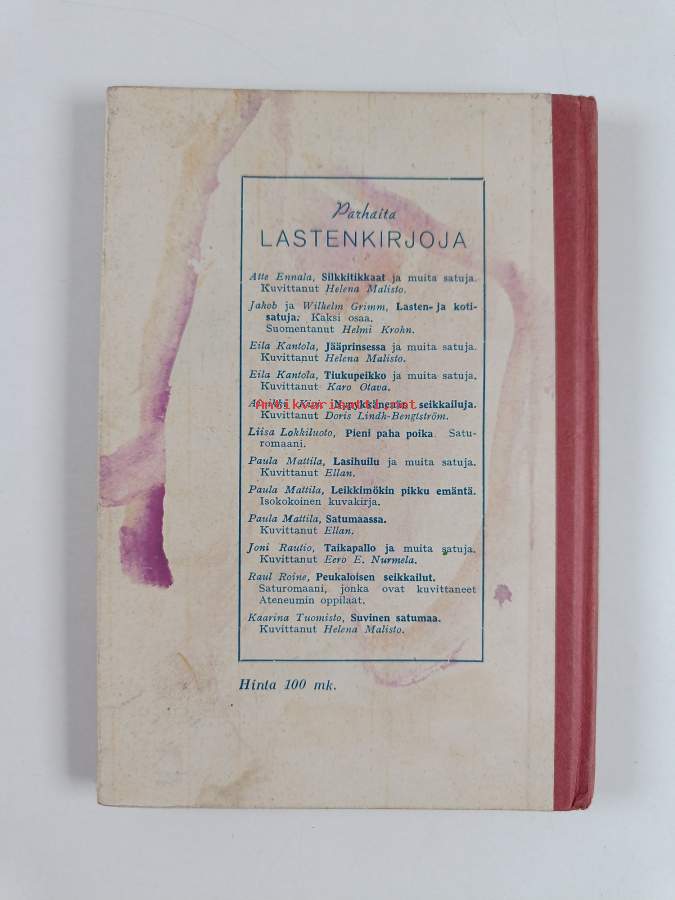 Parhaita
LASTENKIRJOJA
Atte Ennala, Silkkitikkaat ja muita satuja.
Kuvittanut Helena Malisto.
Jakob ja Wilhelm Grimm, Lasten- ja koti-
satuja. Kaksi osaa.
Suomentanut Helmi Krohn.
Eila Kantola, Jääprinsessa ja muita satuja.
Kuvittanut Helena Malisto.
Eila Kantola, Tiukupeikko ja muita satuja.
Kuvittanut Karo Otava.
Kivi, seikkailuja.
Antikvariaatti.net
Kuvittanut Doris Lindh-Bengtström.
Liisa Lokkiluoto, Pieni paha poika. Satu-
romaani.
Paula Mattila, Lasihuilu ja muita satuja.
Kuvittanut Ellan.
Paula Mattila, Leikkimökin pikku emäntä.
Isokokoinen kuvakirja.
Paula Mattila, Satumaassa.
Kuvittanut Ellan.
Joni Rautio, Taikapallo ja muita satuja.
Kuvittanut Eero E. Nurmela.
Raul Roine, Peukaloisen seikkailut.
Saturomaani, jonka ovat kuvittaneet
Ateneumin oppilaat.
Kaarina Tuomisto, Suvinen satumaa.
Kuvittanut Helena Malisto.
Hinta 100 mk.